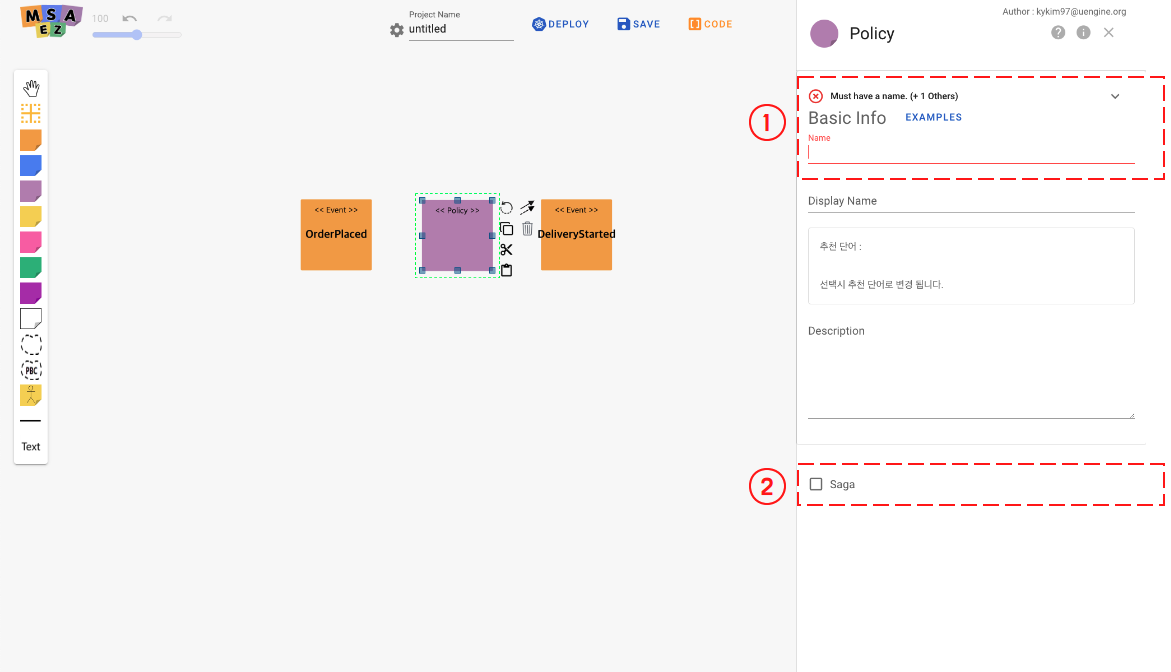 MSA
EZ
100
Project Name
untitled
DEPLOY
SAVE
CODE
Author : kykim97@uengine.org
Policy
1
Must have a name. (+ 1 Others)
Basic Info
EXAMPLES
Name
Display Name
추천 단어 :
선택시 추천 단어로 변경 됩니다.
Description
2
Saga
<< Event >>
OrderPlaced
<< Policy >>
<< Event >>
DeliveryStarted
PBC
Text